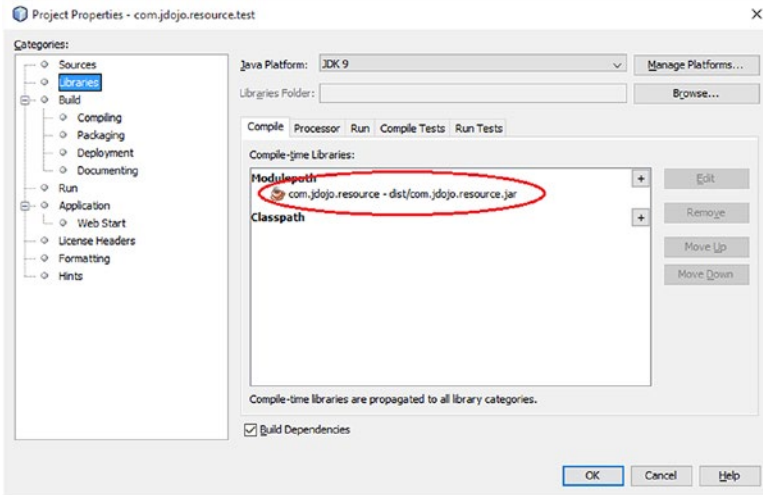 Project Properties - com.jdojo.resource.test
Categories:
Sources
Libraries
Build
Compiling
Packaging
Deployment
Documenting
Run
Application
Web Start
License Headers
Formatting
Hints
Java Platform: JDK 9 Manage Platforms...
Libraries Folder: Browse...
Compile Processor Run Compile Tests Run Tests
Compile-time Libraries:
Modulepath + Edit
com.jdojo.resource - dist/com.jdojo.resource.jar
Classpath + Remove
Move Up
Move Down
Compile-time libraries are propagated to all library categories.
Build Dependencies
OK Cancel Help